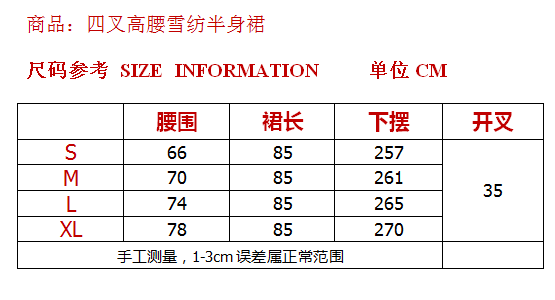 商品：四叉高腰雪纺半身裙
尺码参考 SIZE INFORMATION 单位 CM
腰围 裙长 下摆 开叉
S 66 85 257
M 70 85 261
35
L 74 85 265
XL 78 85 270
手工测量，1-3cm 误差属正常范围